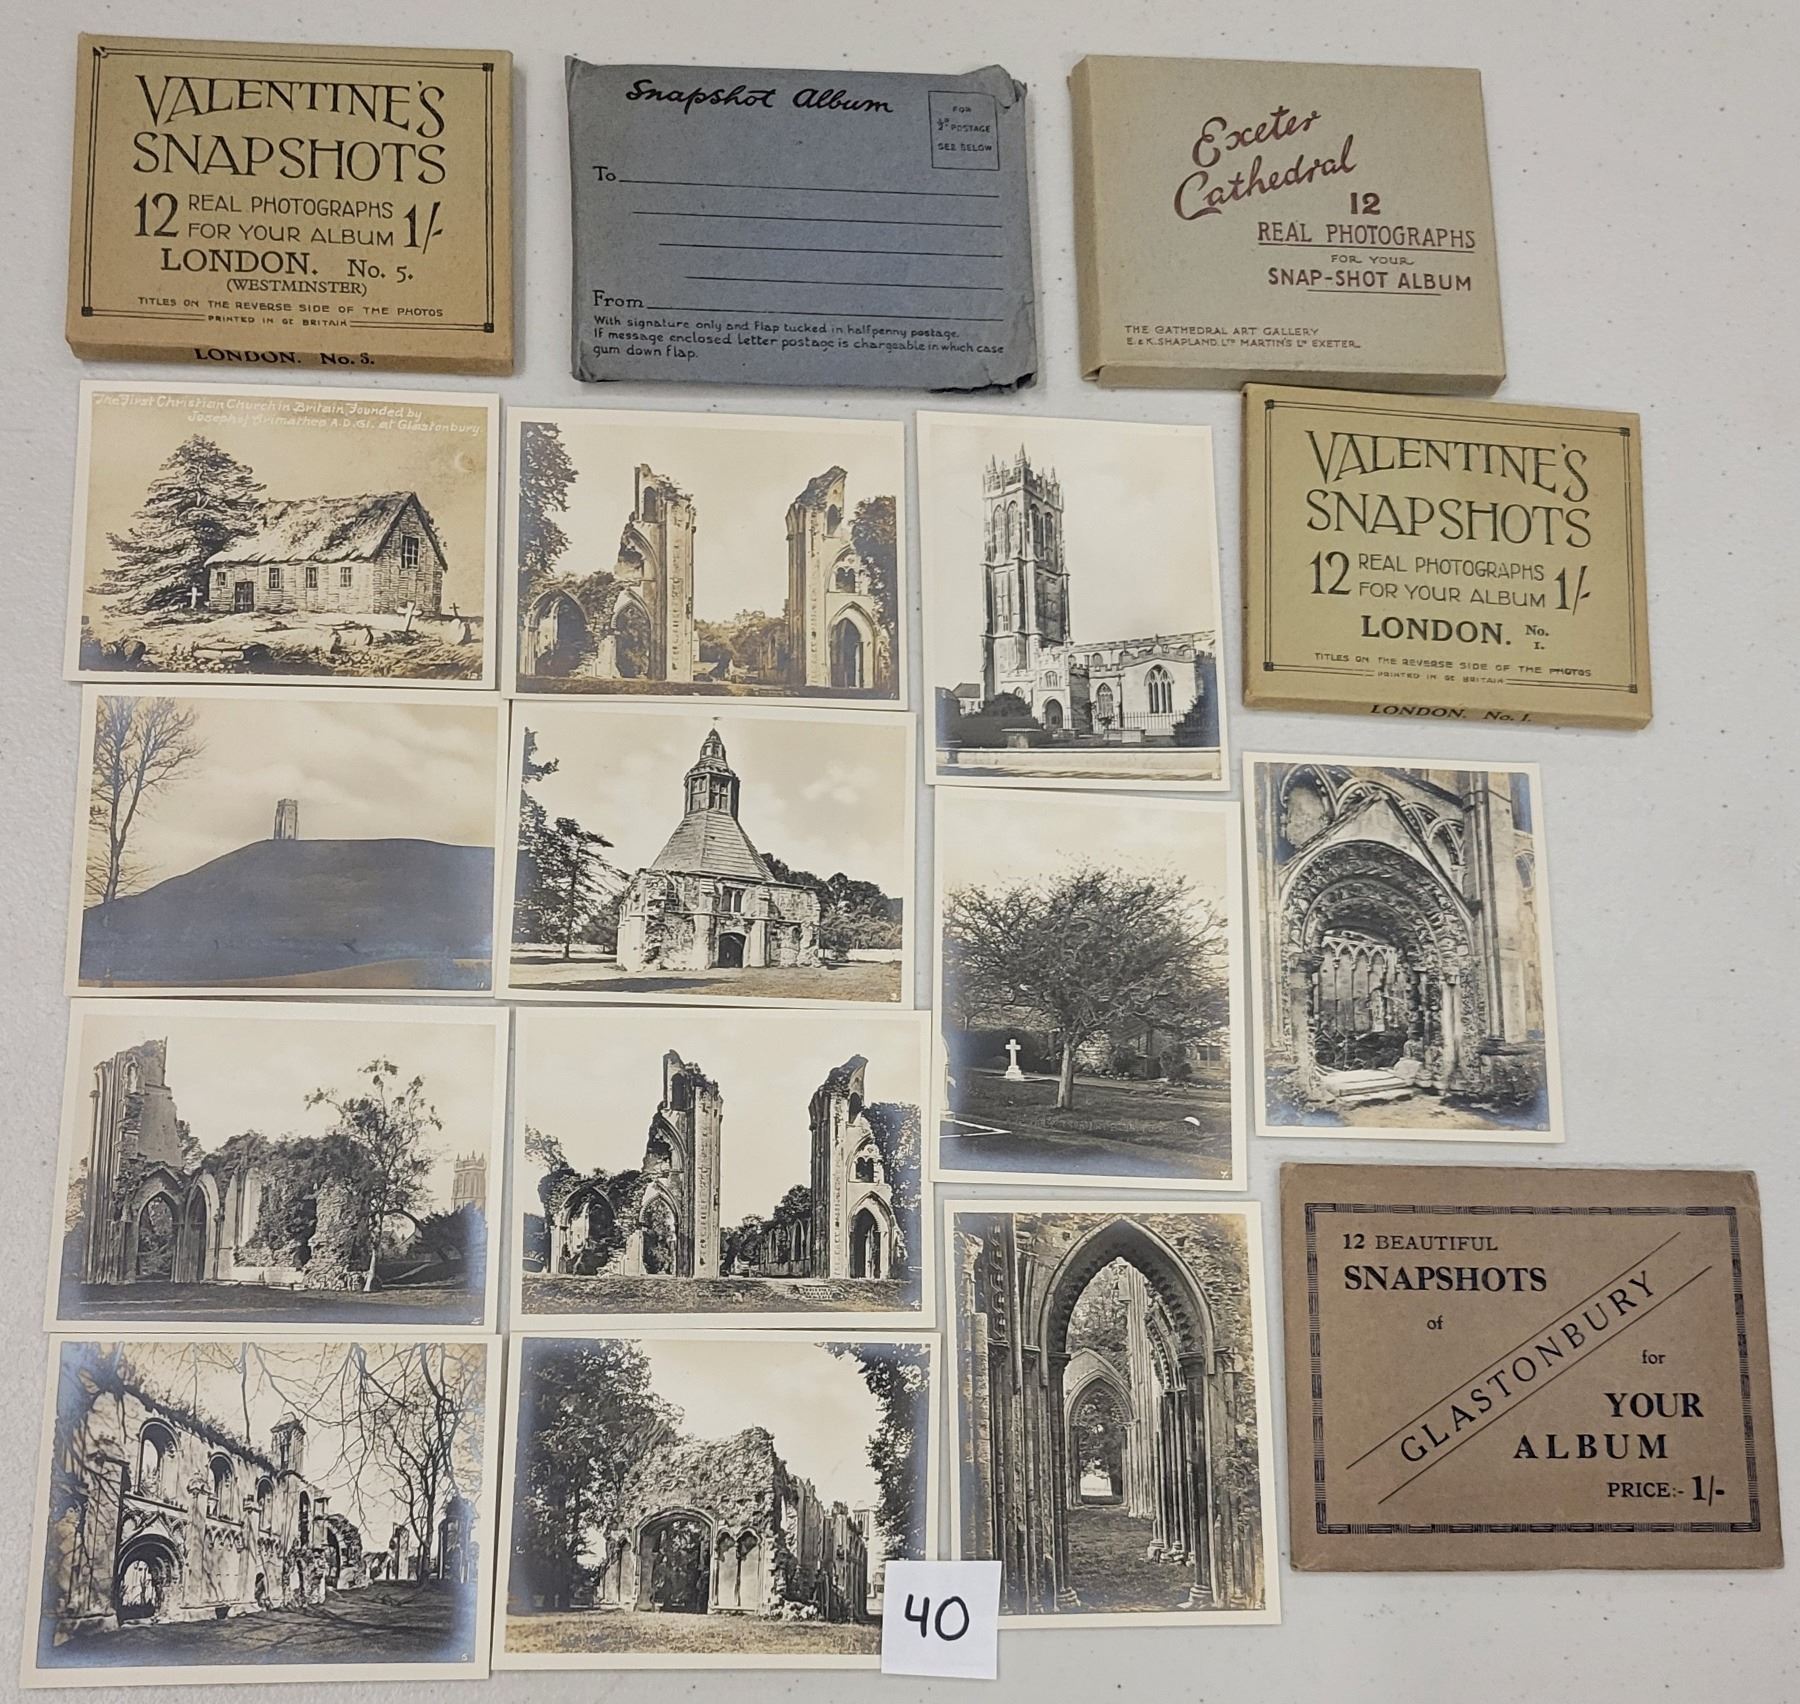 VALENTINE'S
SNAPSHOTS
12 REAL PHOTOGRAPHS
FOR YOUR ALBUM 1/-
LONDON. No. 5.
(WESTMINSTER)
TITLES ON THE REVERSE SIDE OF THE PHOTOS
PRINTED IN GT BRITAIN
LONDON. No. 5.
Snapshot Album
FOR
½D POSTAGE
SEE BELOW
To
From
With signature only and flap tucked in halfpenny postage.
If message enclosed letter postage is chargeable in which case
gum down flap.
Exeter
Cathedral
12
REAL PHOTOGRAPHS
FOR YOUR
SNAP-SHOT ALBUM
THE CATHEDRAL ART GALLERY
E. & K. SHAPLAND. LTD MARTIN'S LN EXETER
The First Christian Church in Britain, Founded by
Joseph of Arimathea A.D. 61. at Glastonbury.
12
1
VALENTINE'S
SNAPSHOTS
12 REAL PHOTOGRAPHS
FOR YOUR ALBUM 1/-
LONDON. No.
1.
TITLES ON THE REVERSE SIDE OF THE PHOTOS
PRINTED IN GT BRITAIN
LONDON. No. 1.
11
7.
4
5
12 BEAUTIFUL
SNAPSHOTS
of
GLASTONBURY
for
YOUR
ALBUM
PRICE:- 1/-
40